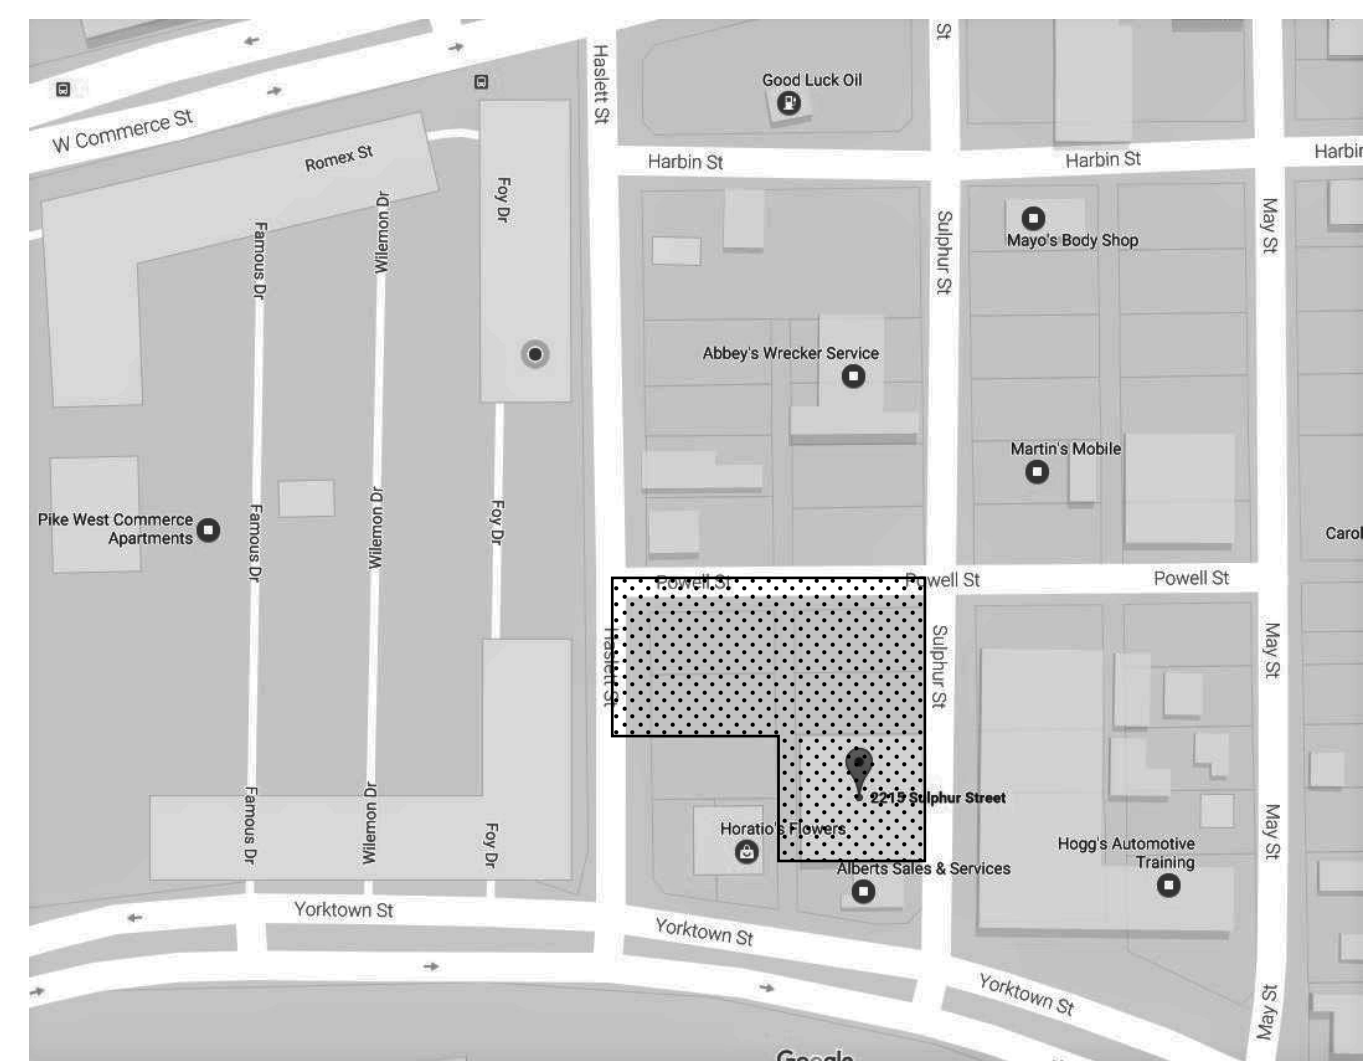 Haslett St
St
Good Luck Oil
W Commerce St
Romex St
Harbin St
Harbin St
Harbin
Foy Dr
Famous Dr
Wilemon Dr
Sulphur St
Mayo's Body Shop
May St
Abbey's Wrecker Service
Martin's Mobile
Pike West Commerce
Apartments
Famous Dr
Wilemon Dr
Foy Dr
Carol
Powell St
Powell St
Powell St
Haslett St
Sulphur St
May St
2215 Sulphur Street
Famous Dr
Wilemon Dr
Foy Dr
Horatio's Flowers
Hogg's Automotive
Training
May St
Alberts Sales & Services
Yorktown St
Yorktown St
Yorktown St
May St
Google